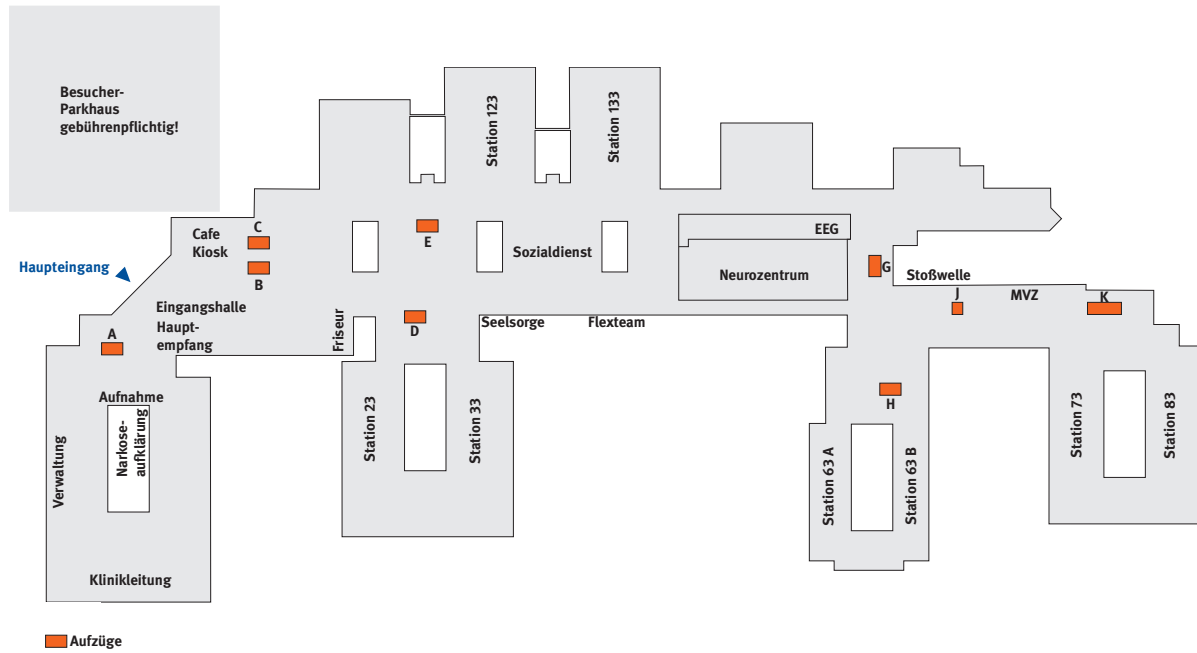 Besucher-
Parkhaus
gebührenpflichtig!
Station 123
Station 133
Haupteingang
Cafe
Kiosk
C
B
E
Sozialdienst
EEG
Neurozentrum
G
Stoßwelle
J
MVZ
K
Eingangshalle
Haupt-
empfang
A
Friseur
D
Seelsorge
Flexteam
Aufnahme
Narkose-
aufklärung
Verwaltung
Klinikleitung
Station 23
Station 33
H
Station 63 A
Station 63 B
Station 73
Station 83
Aufzüge